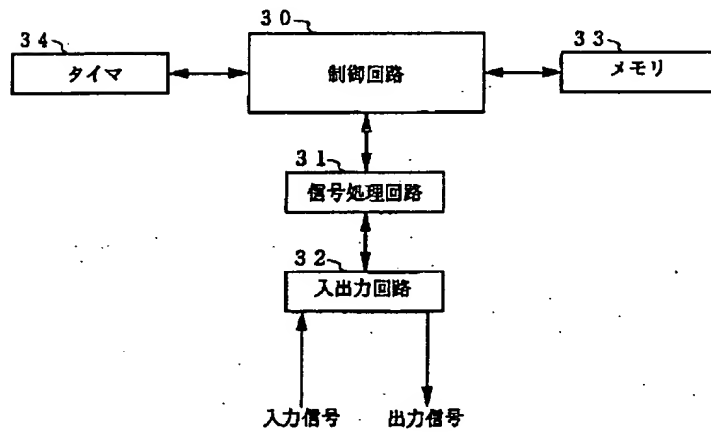 ３４
３０
３３
タイマ
制御回路
メモリ
３１
信号処理回路
３２
入出力回路
入力信号
出力信号